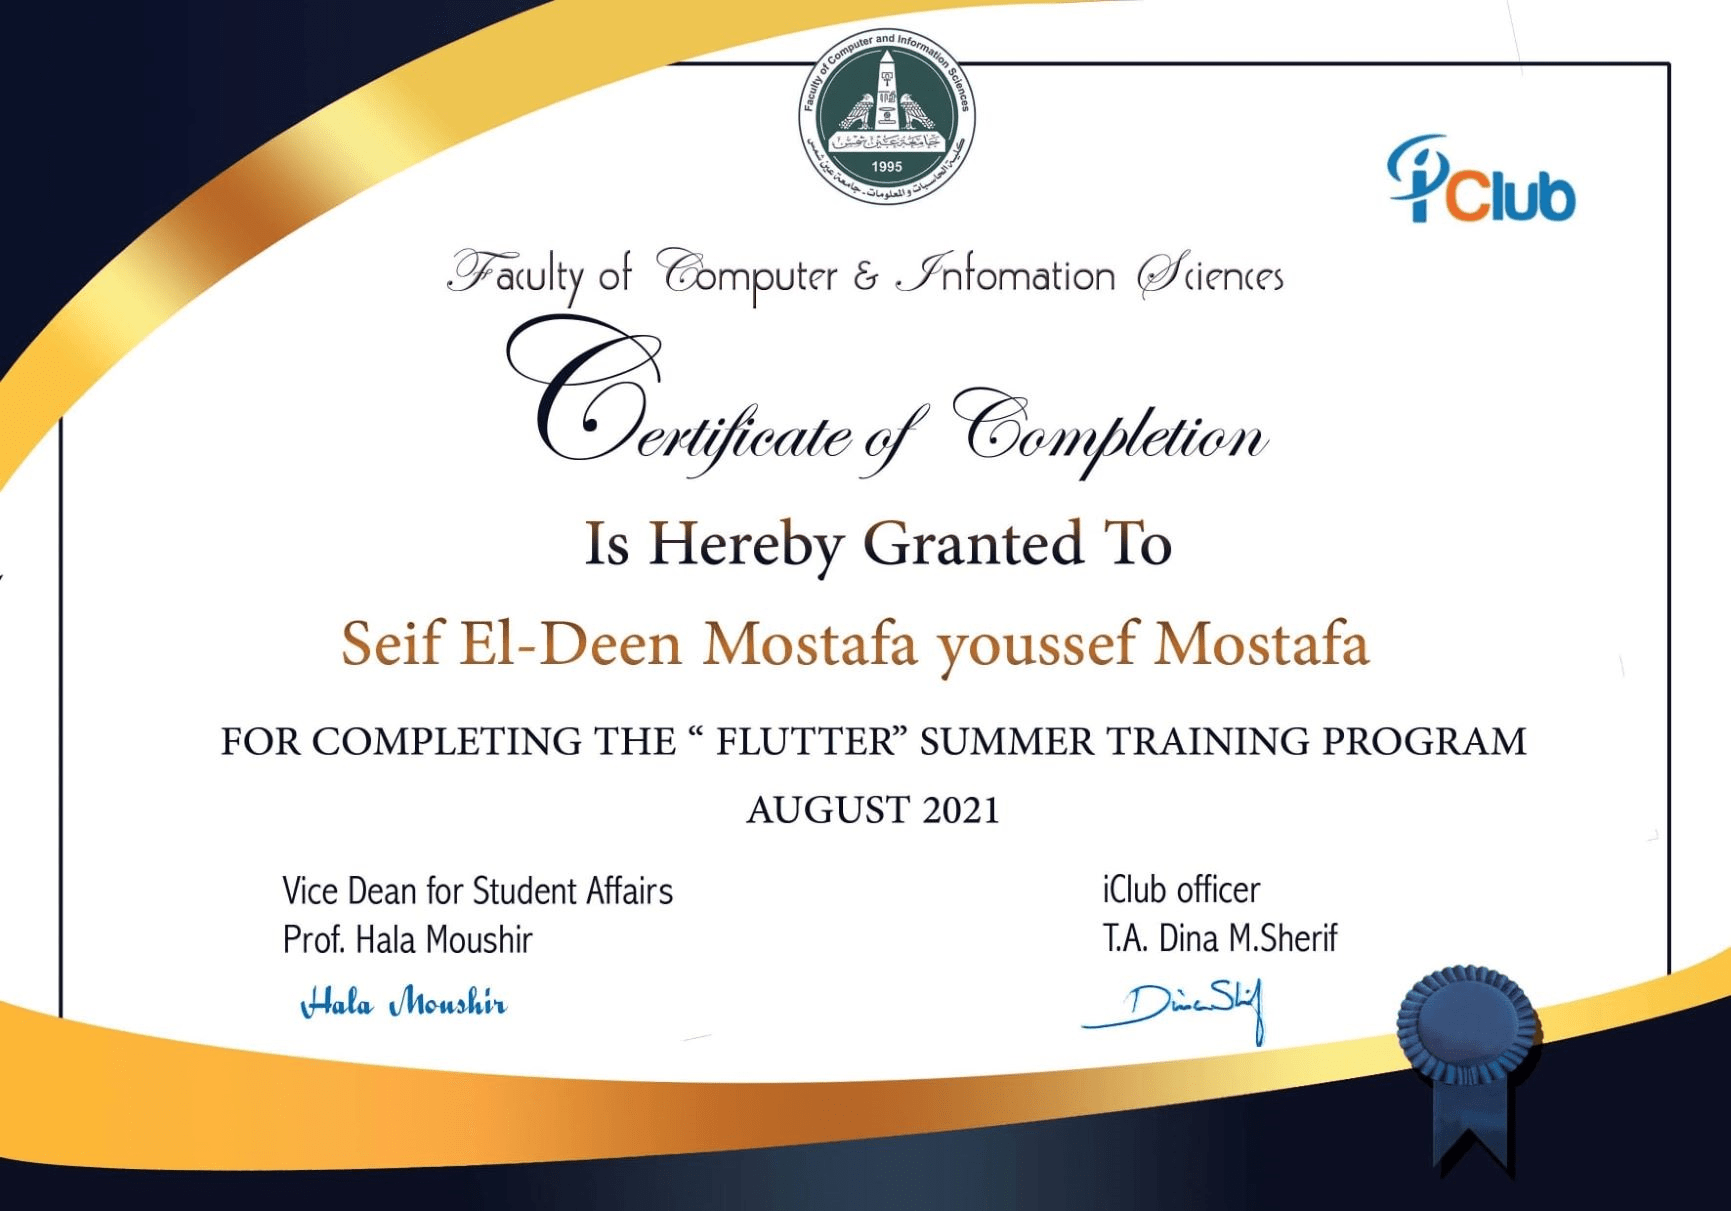 Faculty of Computer and Information Sciences
جامعة عين شمس
1995
كلية الحاسبات والمعلومات - جامعة عين شمس
iClub
Faculty of Computer & Infomation Sciences
Certificate of Completion
Is Hereby Granted To
Seif El-Deen Mostafa youssef Mostafa
FOR COMPLETING THE “ FLUTTER” SUMMER TRAINING PROGRAM
AUGUST 2021
Vice Dean for Student Affairs
Prof. Hala Moushir
Hala Moushir
iClub officer
T.A. Dina M.Sherif
Dina Sherif